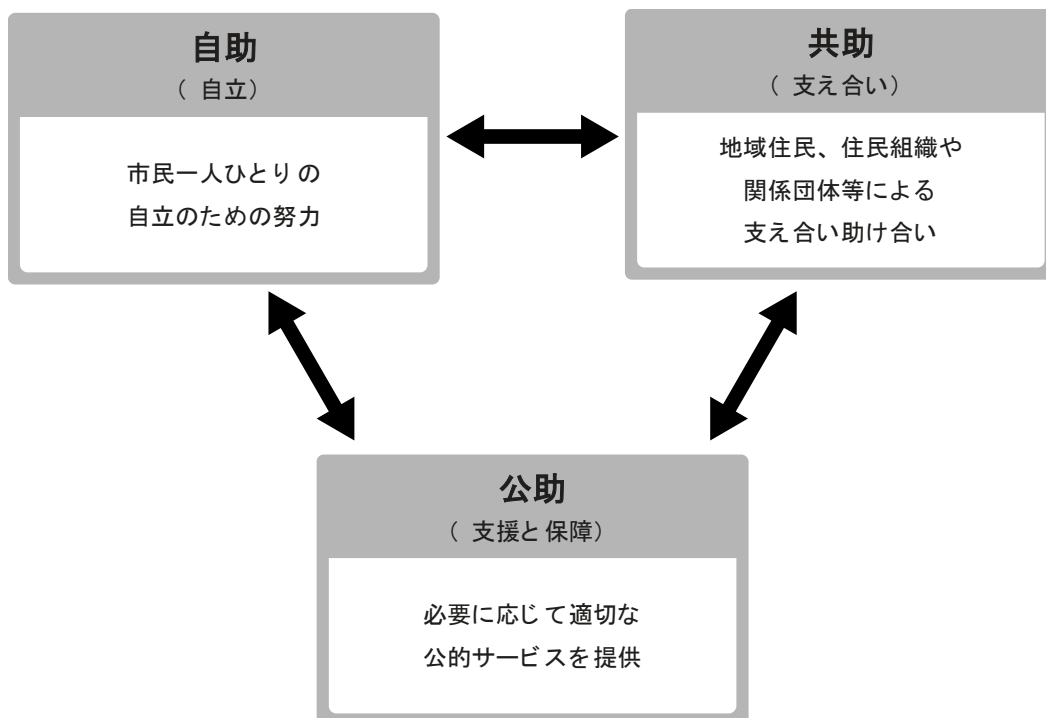 自助
（自立）
市民一人ひとりの
自立のための努力
共助
（支え合い）
地域住民、住民組織や
関係団体等による
支え合い助け合い
公助
（支援と保障）
必要に応じて適切な
公的サービスを提供